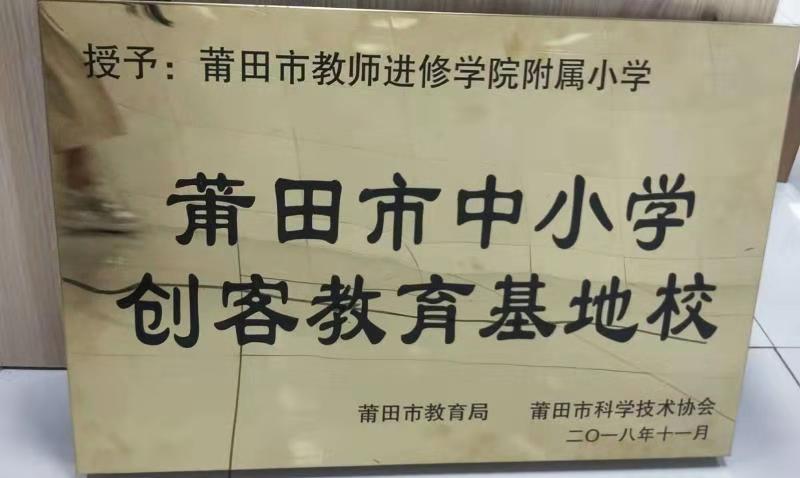 授予：莆田市教师进修学院附属小学
莆田市中小学
创客教育基地校
莆田市教育局 莆田市科学技术协会
二〇一八年十一月